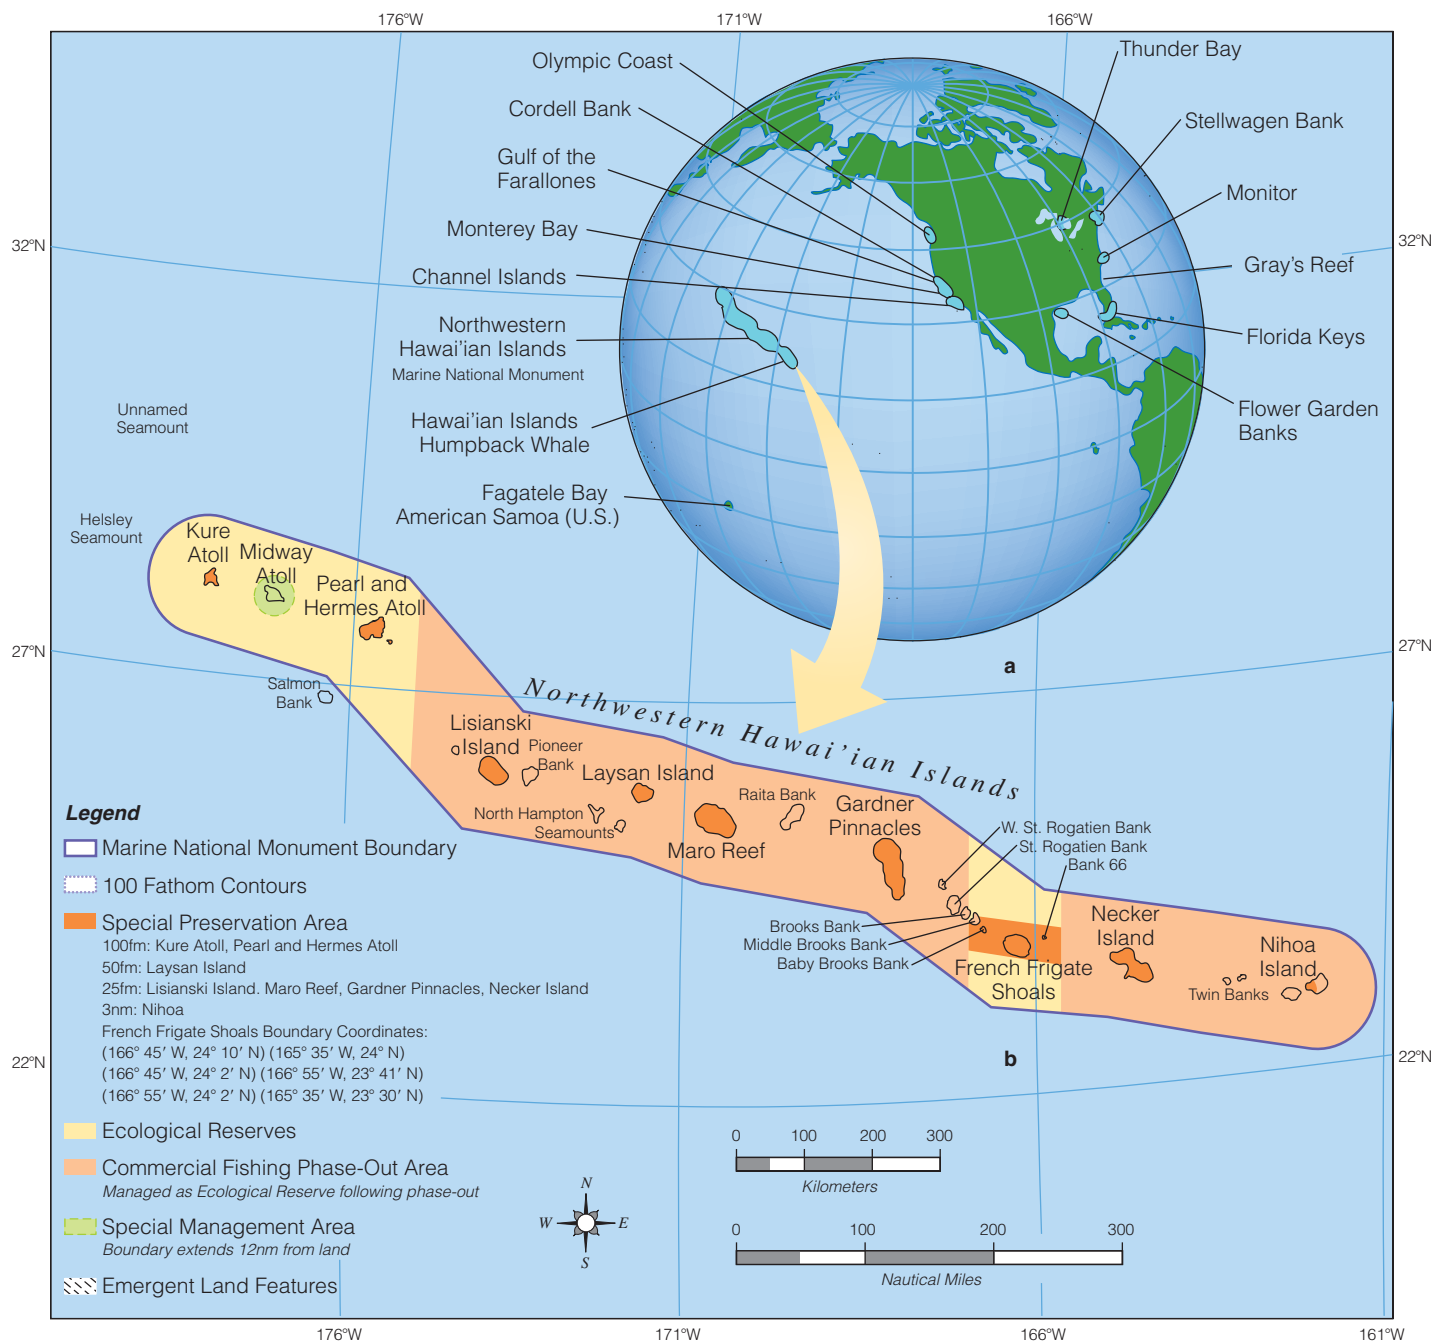 176°W
171°W
166°W
Olympic Coast
Cordell Bank
Gulf of the
Farallones
Monterey Bay
Channel Islands
Northwestern
Hawai’ian Islands
Marine National Monument
Hawai’ian Islands
Humpback Whale
Fagatele Bay
American Samoa (U.S.)
Thunder Bay
Stellwagen Bank
Monitor
Gray’s Reef
Florida Keys
Flower Garden
Banks
32°N
32°N
a
Unnamed
Seamount
Helsley
Seamount
Kure
Atoll
Midway
Atoll
Pearl and
Hermes Atoll
27°N
27°N
Salmon
Bank
Northwestern Hawai’ian Islands
Lisianski
Island
Pioneer
Bank
Laysan Island
North Hampton
Seamounts
Maro Reef
Raita Bank
Gardner
Pinnacles
W. St. Rogatien Bank
St. Rogatien Bank
Bank 66
Brooks Bank
Middle Brooks Bank
Baby Brooks Bank
French Frigate
Shoals
Necker
Island
Nihoa
Island
Twin Banks
b
22°N
22°N
Legend
Marine National Monument Boundary
100 Fathom Contours
Special Preservation Area
100fm: Kure Atoll, Pearl and Hermes Atoll
50fm: Laysan Island
25fm: Lisianski Island. Maro Reef, Gardner Pinnacles, Necker Island
3nm: Nihoa
French Frigate Shoals Boundary Coordinates:
(166° 45′ W, 24° 10′ N) (165° 35′ W, 24° N)
(166° 45′ W, 24° 2′ N) (166° 55′ W, 23° 41′ N)
(166° 55′ W, 24° 2′ N) (165° 35′ W, 23° 30′ N)
Ecological Reserves
Commercial Fishing Phase-Out Area
Managed as Ecological Reserve following phase-out
Special Management Area
Boundary extends 12nm from land
Emergent Land Features
N
W E
S
0 100 200 300
Kilometers
0 100 200 300
Nautical Miles
176°W
171°W
166°W
161°W